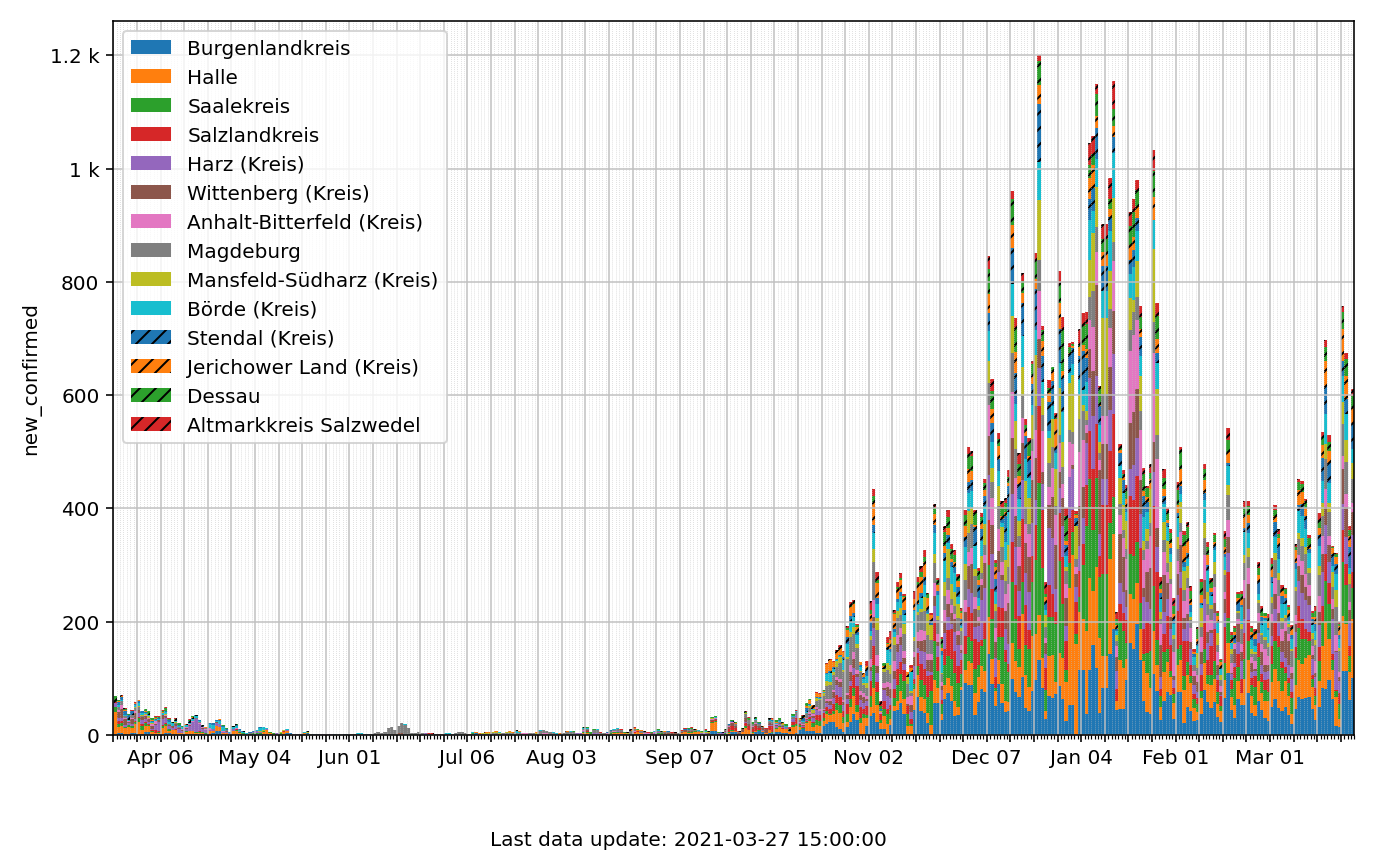 1.2 k
1 k
800
600
400
200
0
new_confirmed
Burgenlandkreis
Halle
Saalekreis
Salzlandkreis
Harz (Kreis)
Wittenberg (Kreis)
Anhalt-Bitterfeld (Kreis)
Magdeburg
Mansfeld-Südharz (Kreis)
Börde (Kreis)
Stendal (Kreis)
Jerichower Land (Kreis)
Dessau
Altmarkkreis Salzwedel
Apr 06 May 04 Jun 01 Jul 06 Aug 03 Sep 07 Oct 05 Nov 02 Dec 07 Jan 04 Feb 01 Mar 01
Last data update: 2021-03-27 15:00:00